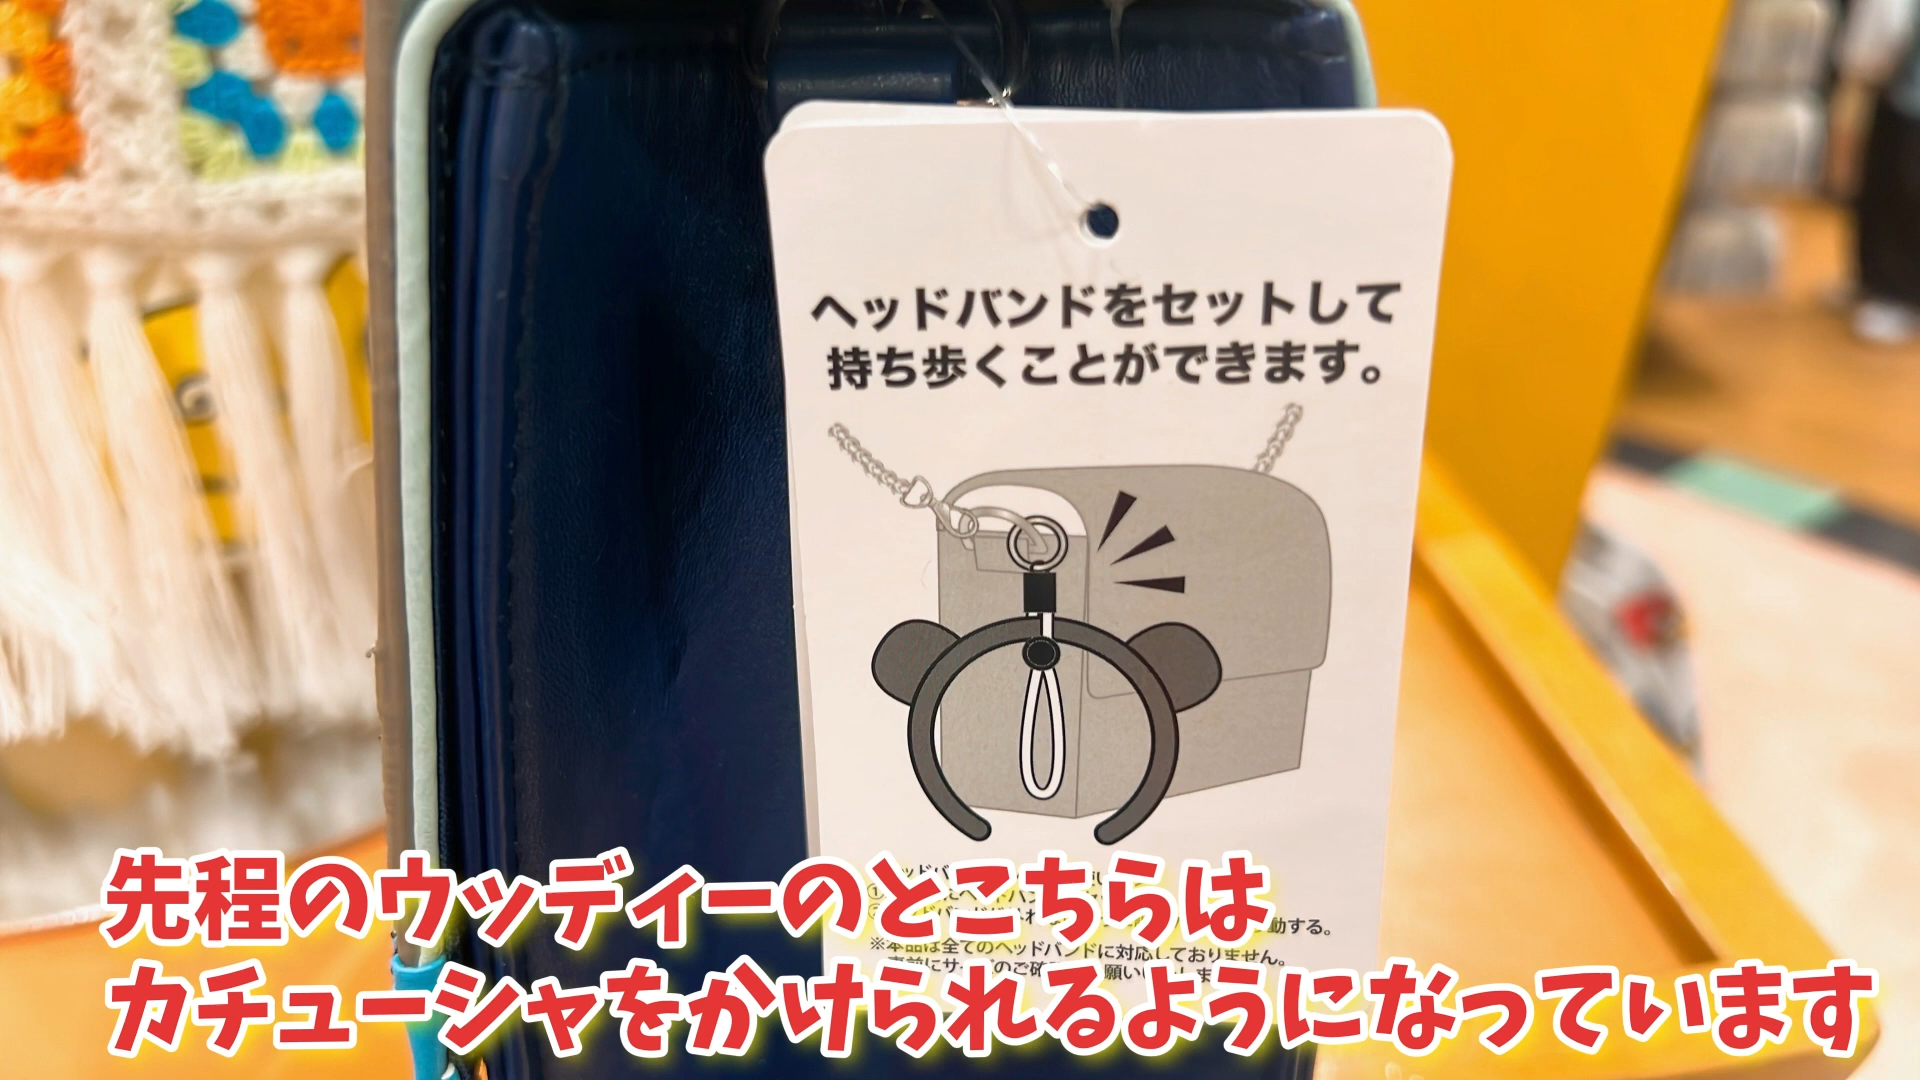 ヘッドバンドをセットして
持ち歩くことができます。
動する。
※本品は全てのヘッドバンドに対応しておりません。
先程のウッディーのとこちらは
カチューシャをかけられるようになっています